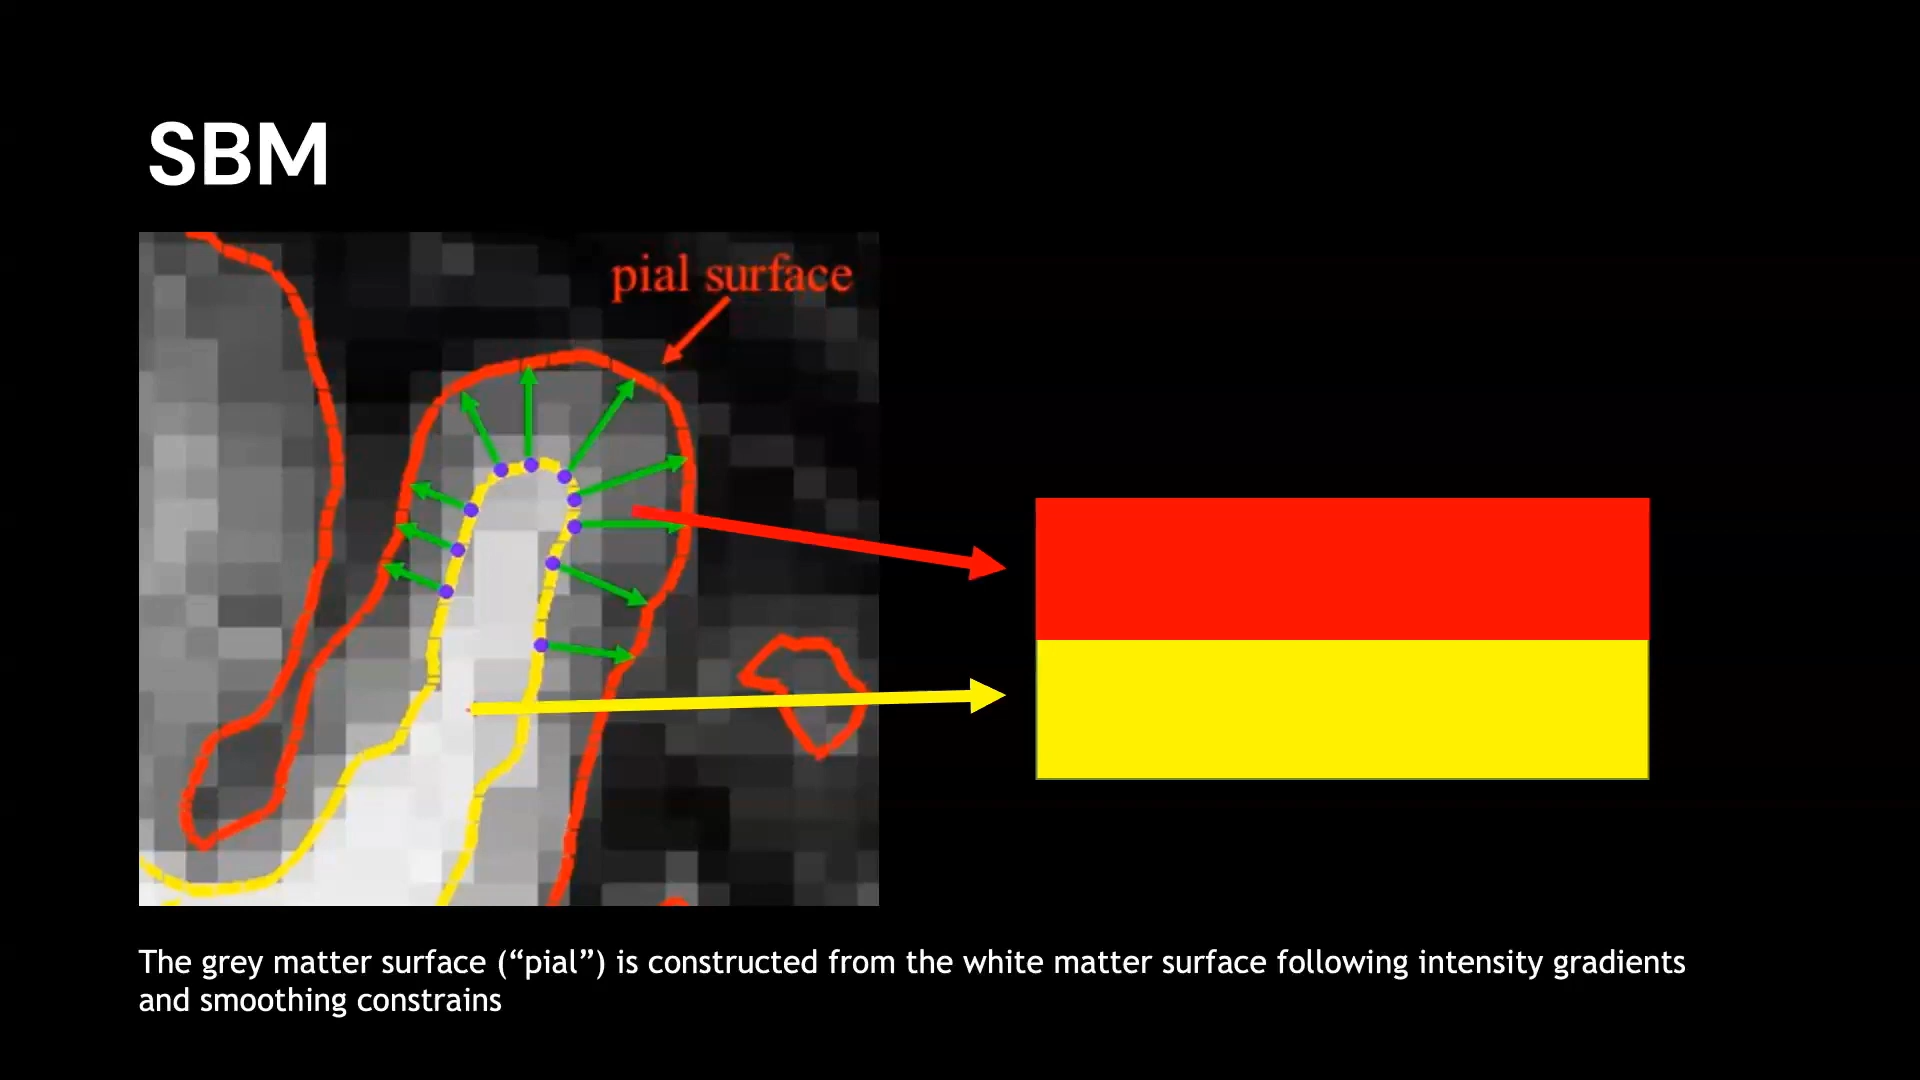 SBM
pial surface
The grey matter surface (“pial”) is constructed from the white matter surface following intensity gradients
and smoothing constrains